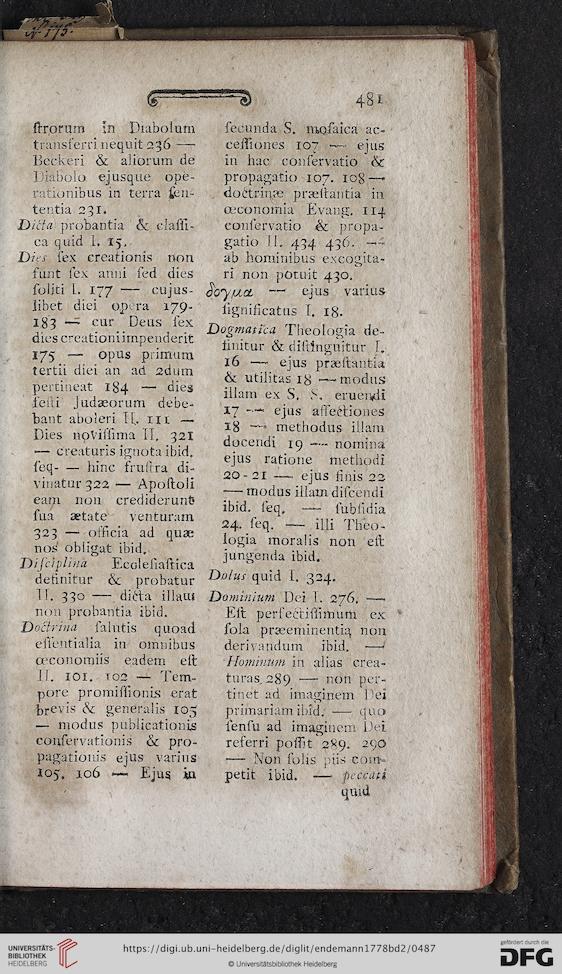 481
ſtrorum in Diabolum
transferri nequit 236 —
Beckeri & aliorum de
Diabolo ejusque ope-
rationibus in terra ſen-
tentia 231.
Dicta probantia & claſſi-
ca quid I. 15.
Dies ſex creationis non
ſunt ſex anni ſed dies
ſoliti I. 177 — cujus-
libet diei opera 179-
183 — cur Deus ſex
dies creationi impenderit
175 — opus primum
tertii diei an ad 2dum
pertineat 184 — dies
feſti Judæorum debe-
bant aboleri II. 111 —
Dies noviſſima II. 321
— creaturis ignota ibid.
ſeq- — hinc fruſtra di-
vinatur 322 — Apoſtoli
eam non crediderunt
ſua ætate venturam
323 — officia ad quæ
nos obligat ibid.
Diſciplina Eccleſiaſtica
definitur & probatur
II. 330 — dicta illam
non probantia ibid.
Doctrina ſalutis quoad
eſſentialia in omnibus
œconomiis eadem eſt
II. 101. 102 — Tem-
pore promiſſionis erat
brevis & generalis 105
— modus publicationis
conſervationis & pro-
pagationis ejus varius
105. 106 — Ejus in
ſecunda S. moſaica ac-
ceſſiones 107 — ejus
in hac conſervatio &
propagatio 107. 108 —
doctrinæ præſtantia in
œconomia Evang. 114
conſervatio & propa-
gatio II. 434 436. —
ab hominibus excogita-
ri non potuit 430.
δογμα — ejus varius
ſignificatus I. 18.
Dogmatica Theologia de-
finitur & diſtinguitur I.
16 — ejus præſtantia
& utilitas 18 — modus
illam ex S. S. eruendi
17 — ejus affectiones
18 — methodus illam
docendi 19 — nomina
ejus ratione methodi
20-21 — ejus finis 22
— modus illam diſcendi
ibid. ſeq. — ſubſidia
24. ſeq. — illi Theo-
logia moralis non eſt
jungenda ibid.
Dolus quid I. 324.
Dominium Dei I. 276. —
Eſt perfectiſſimum ex
ſola præeminentia non
derivandum ibid. —
Hominum in alias crea-
turas 289 — non per-
tinet ad imaginem Dei
primariam ibid. — quo
ſenſu ad imaginem Dei
referri poſſit 289. 290
— Non ſolis piis com-
petit ibid. — peccati
quid
UNIVERSITÄTS-
BIBLIOTHEK
HEIDELBERG
https://digi.ub.uni-heidelberg.de/diglit/endemann1778bd2/0487
© Universitätsbibliothek Heidelberg
gefördert durch die
DFG